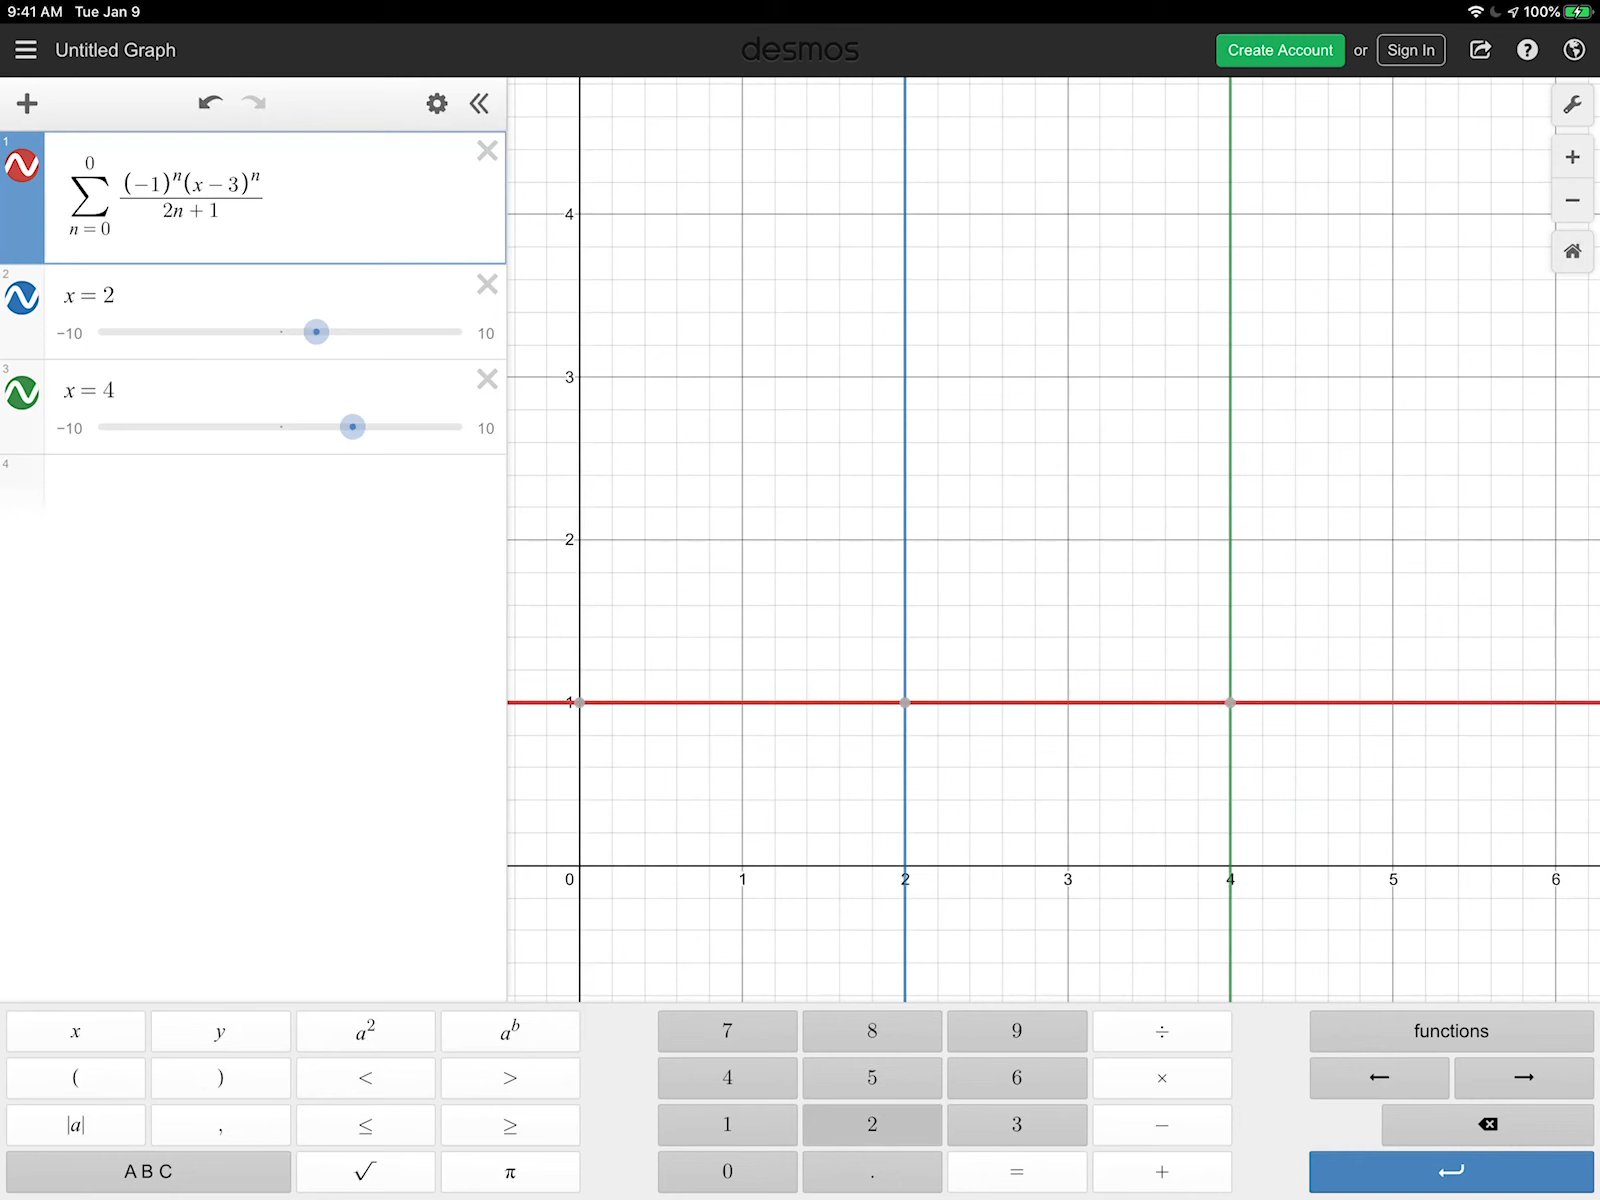 9:41 AM Tue Jan 9 100%
Untitled Graph desmos Create Account or Sign In
1
0
∑ (−1)ⁿ(x − 3)ⁿ
2n + 1
n = 0
2
x = 2
−10 10
3
x = 4
−10 10
4
4
3
2
1
0 1 2 3 4 5 6
x y a² aᵇ 7 8 9 ÷ functions
( ) < > 4 5 6 × ← →
|a| , ≤ ≥ 1 2 3 −
A B C √ π 0 . = +